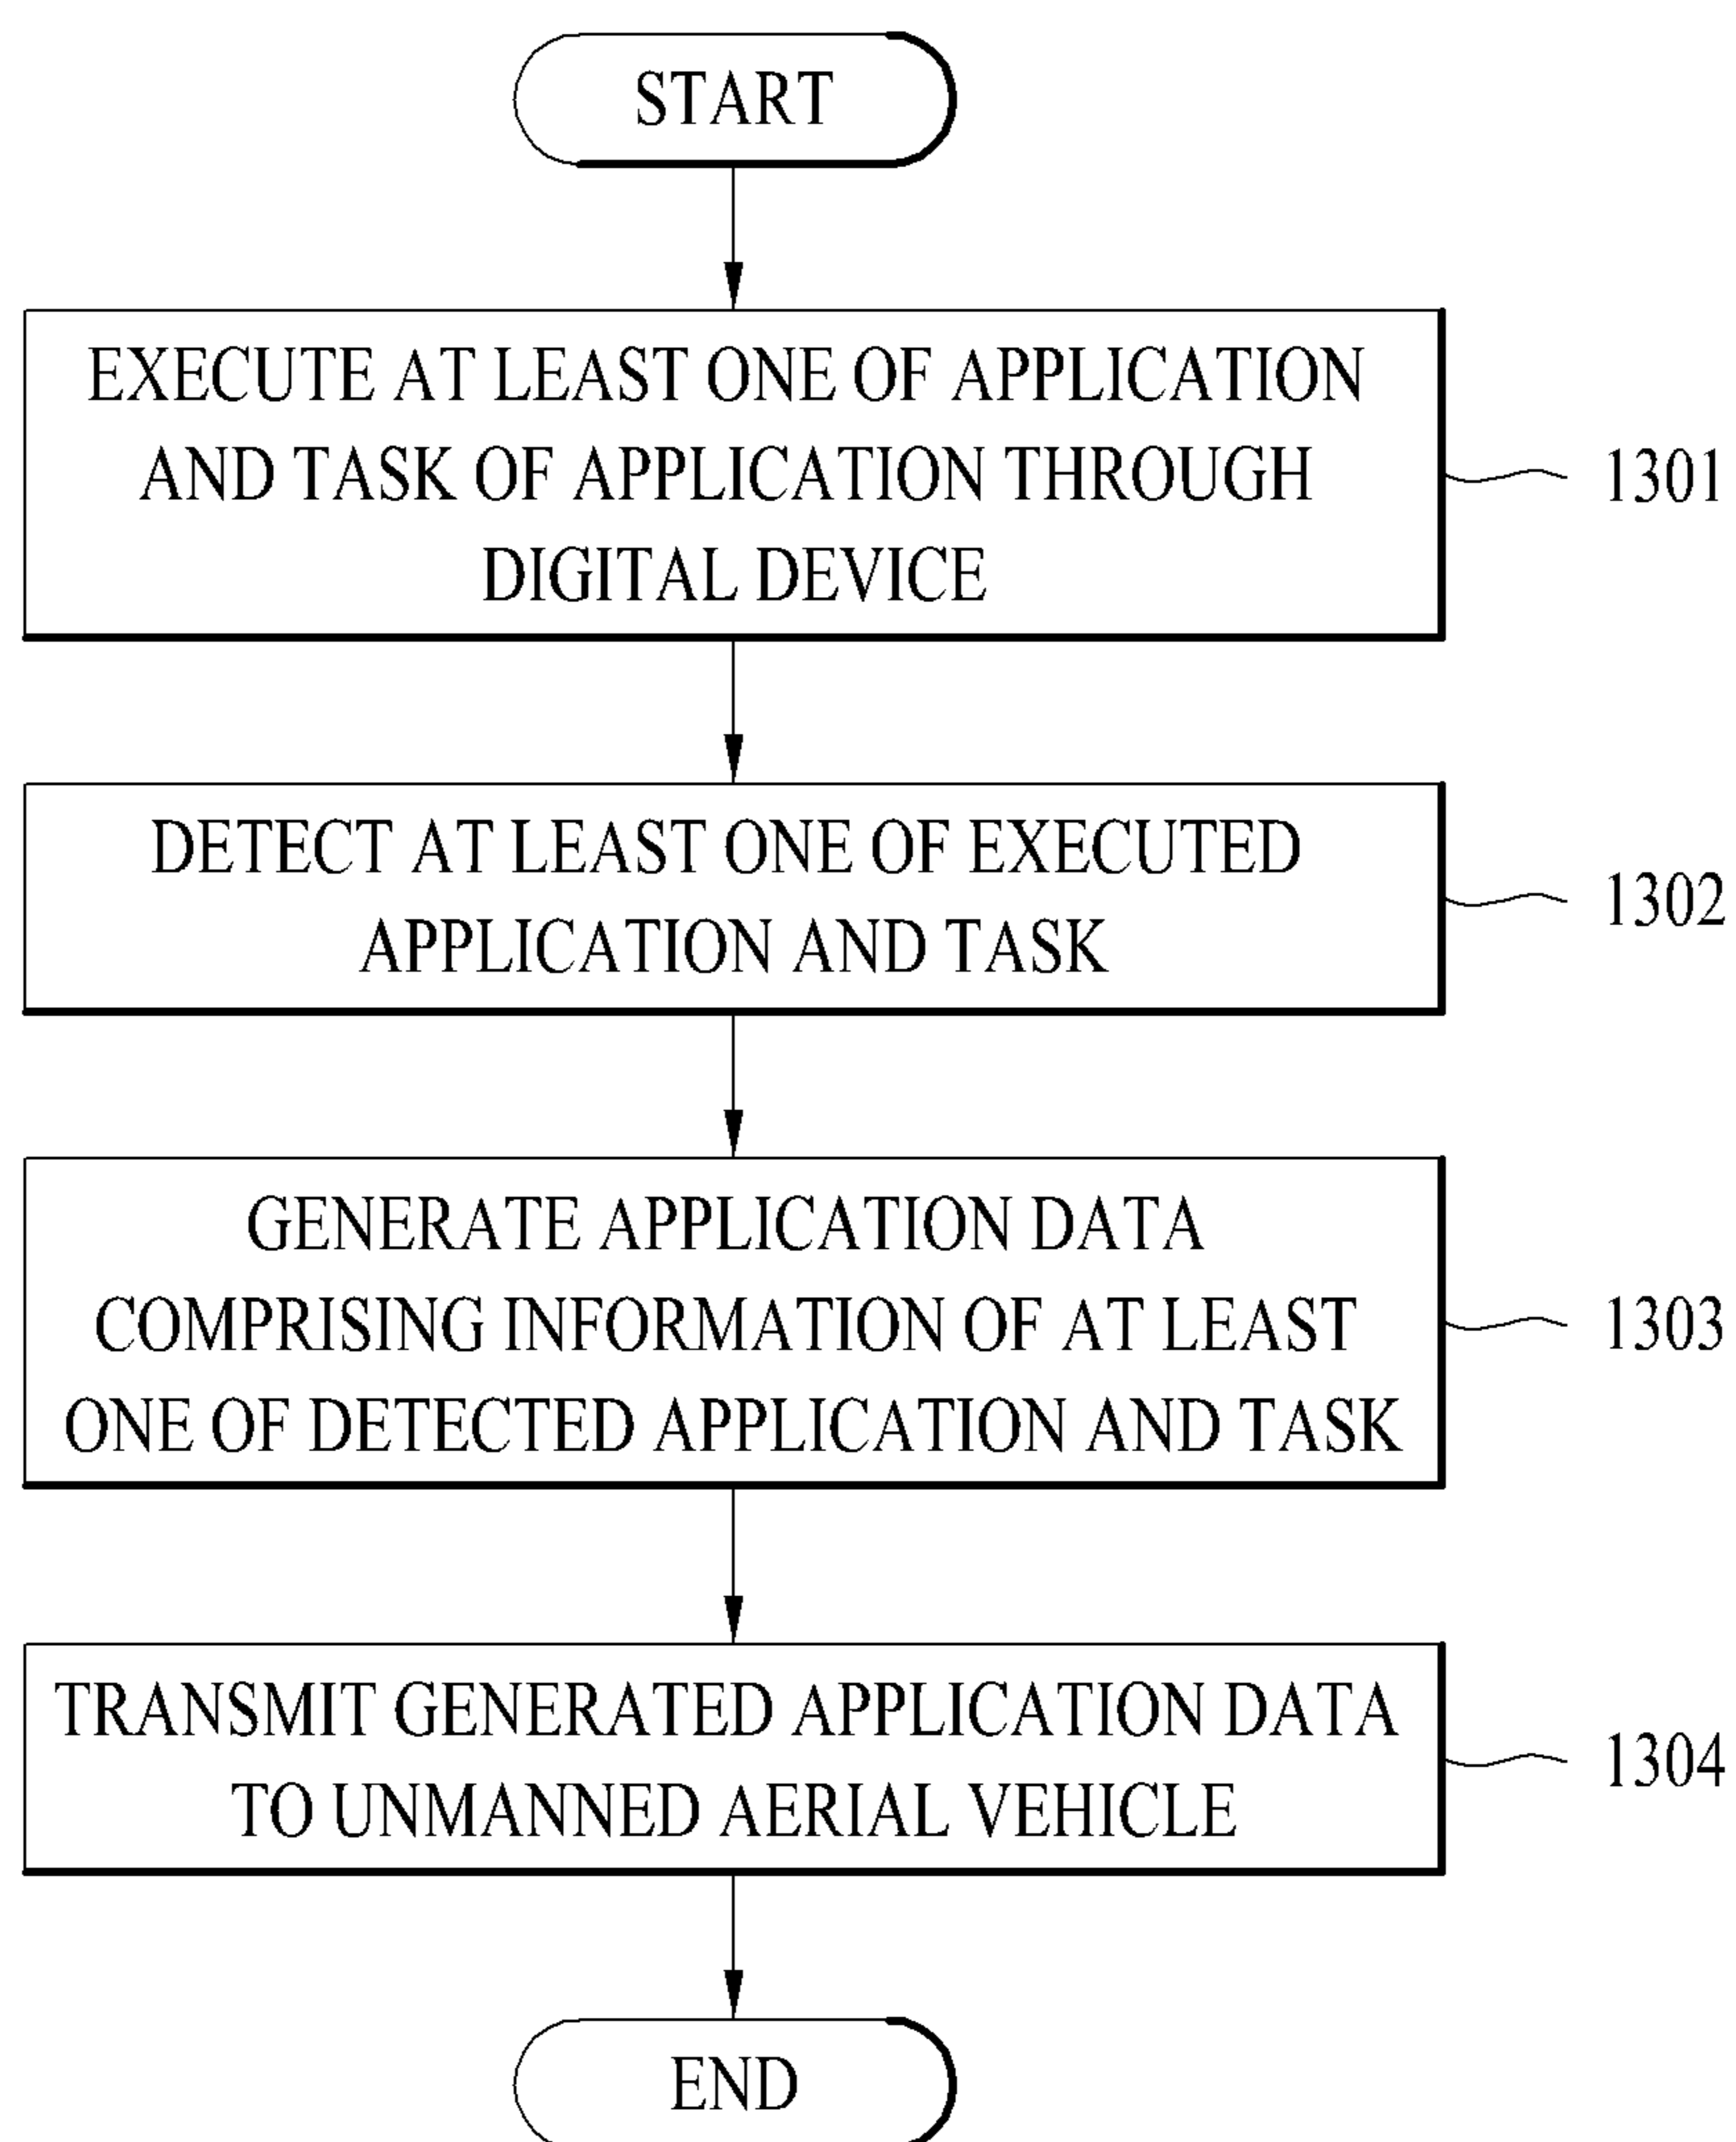 START
EXECUTE AT LEAST ONE OF APPLICATION
AND TASK OF APPLICATION THROUGH
DIGITAL DEVICE
1301
DETECT AT LEAST ONE OF EXECUTED
APPLICATION AND TASK
1302
GENERATE APPLICATION DATA
COMPRISING INFORMATION OF AT LEAST
ONE OF DETECTED APPLICATION AND TASK
1303
TRANSMIT GENERATED APPLICATION DATA
TO UNMANNED AERIAL VEHICLE
1304
END